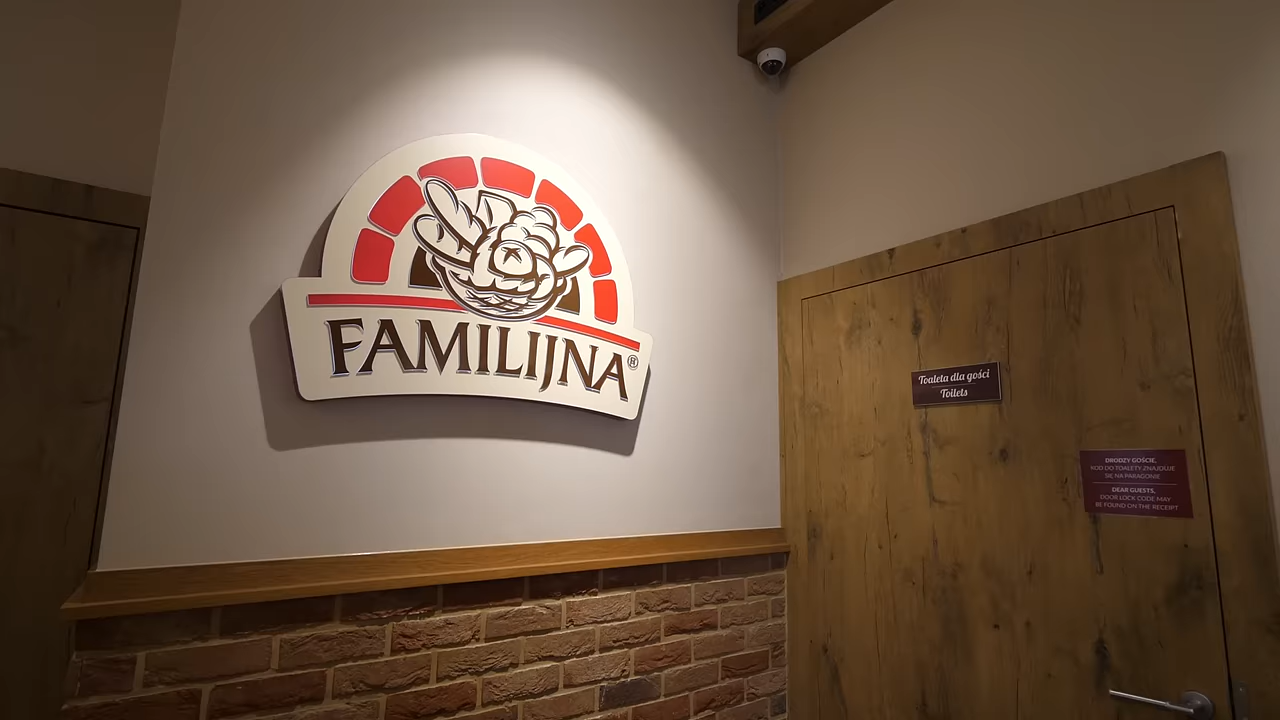 FAMILIJNA®
Toaleta dla gości
Toilets
DRODZY GOŚCIE,
KOD DO TOALETY ZNAJDUJE
SIĘ NA PARAGONIE
DEAR GUESTS,
DOOR LOCK CODE MAY
BE FOUND ON THE RECEIPT